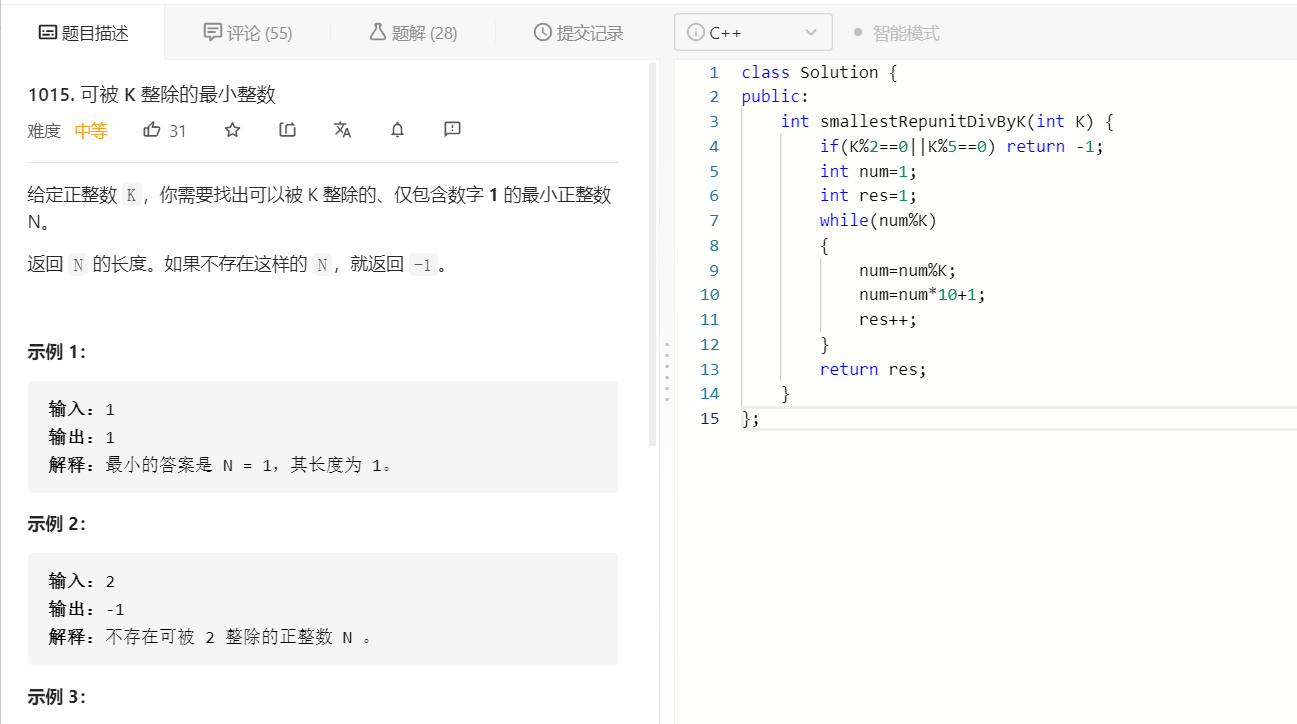 题目描述
评论 (55)
题解 (28)
提交记录
1015. 可被 K 整除的最小整数
难度 中等 31
给定正整数 K，你需要找出可以被 K 整除的、仅包含数字 1 的最小正整数
N。
返回 N 的长度。如果不存在这样的 N，就返回 -1。
示例 1：
输入：1
输出：1
解释：最小的答案是 N = 1，其长度为 1。
示例 2：
输入：2
输出：-1
解释：不存在可被 2 整除的正整数 N 。
示例 3：
C++
智能模式
1 class Solution {
2 public:
3 int smallestRepunitDivByK(int K) {
4 if(K%2==0||K%5==0) return -1;
5 int num=1;
6 int res=1;
7 while(num%K)
8 {
9 num=num%K;
10 num=num*10+1;
11 res++;
12 }
13 return res;
14 }
15 };